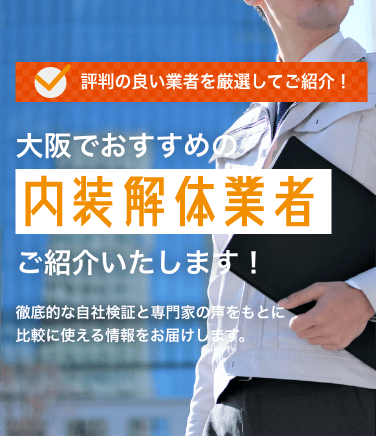 評判の良い業者を厳選してご紹介！
大阪でおすすめの
内装解体業者
ご紹介いたします！
徹底的な自社検証と専門家の声をもとに
比較に使える情報をお届けします。